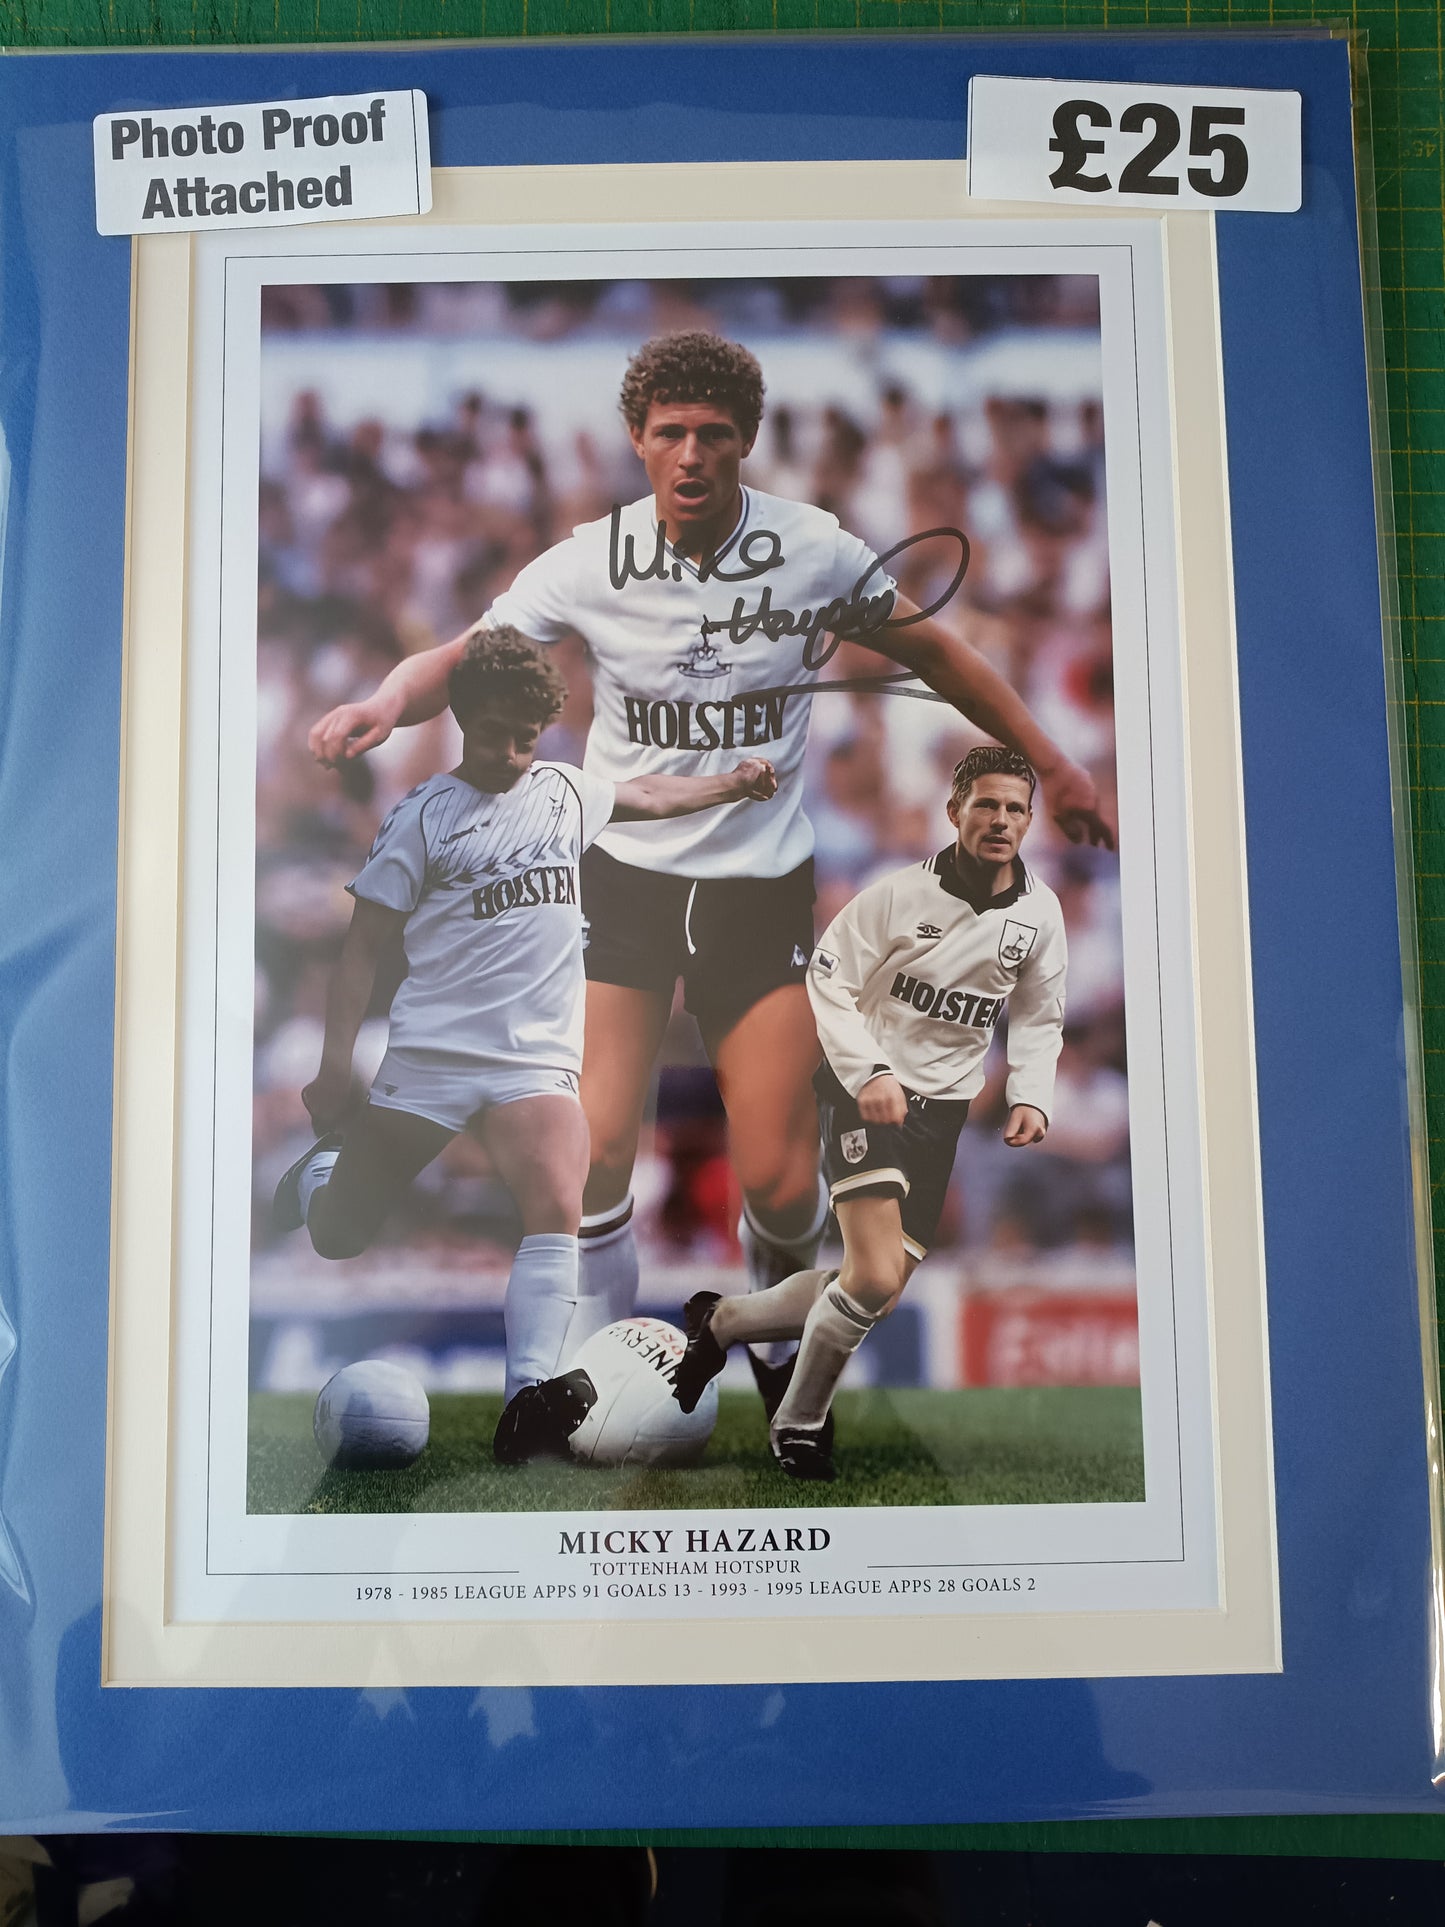 Photo Proof
Attached
£25
Mike
Hazard
HOLSTEN
HOLSTEN
HOLSTEN
MICKY HAZARD
TOTTENHAM HOTSPUR
1978 - 1985 LEAGUE APPS 91 GOALS 13 - 1993 - 1995 LEAGUE APPS 28 GOALS 2